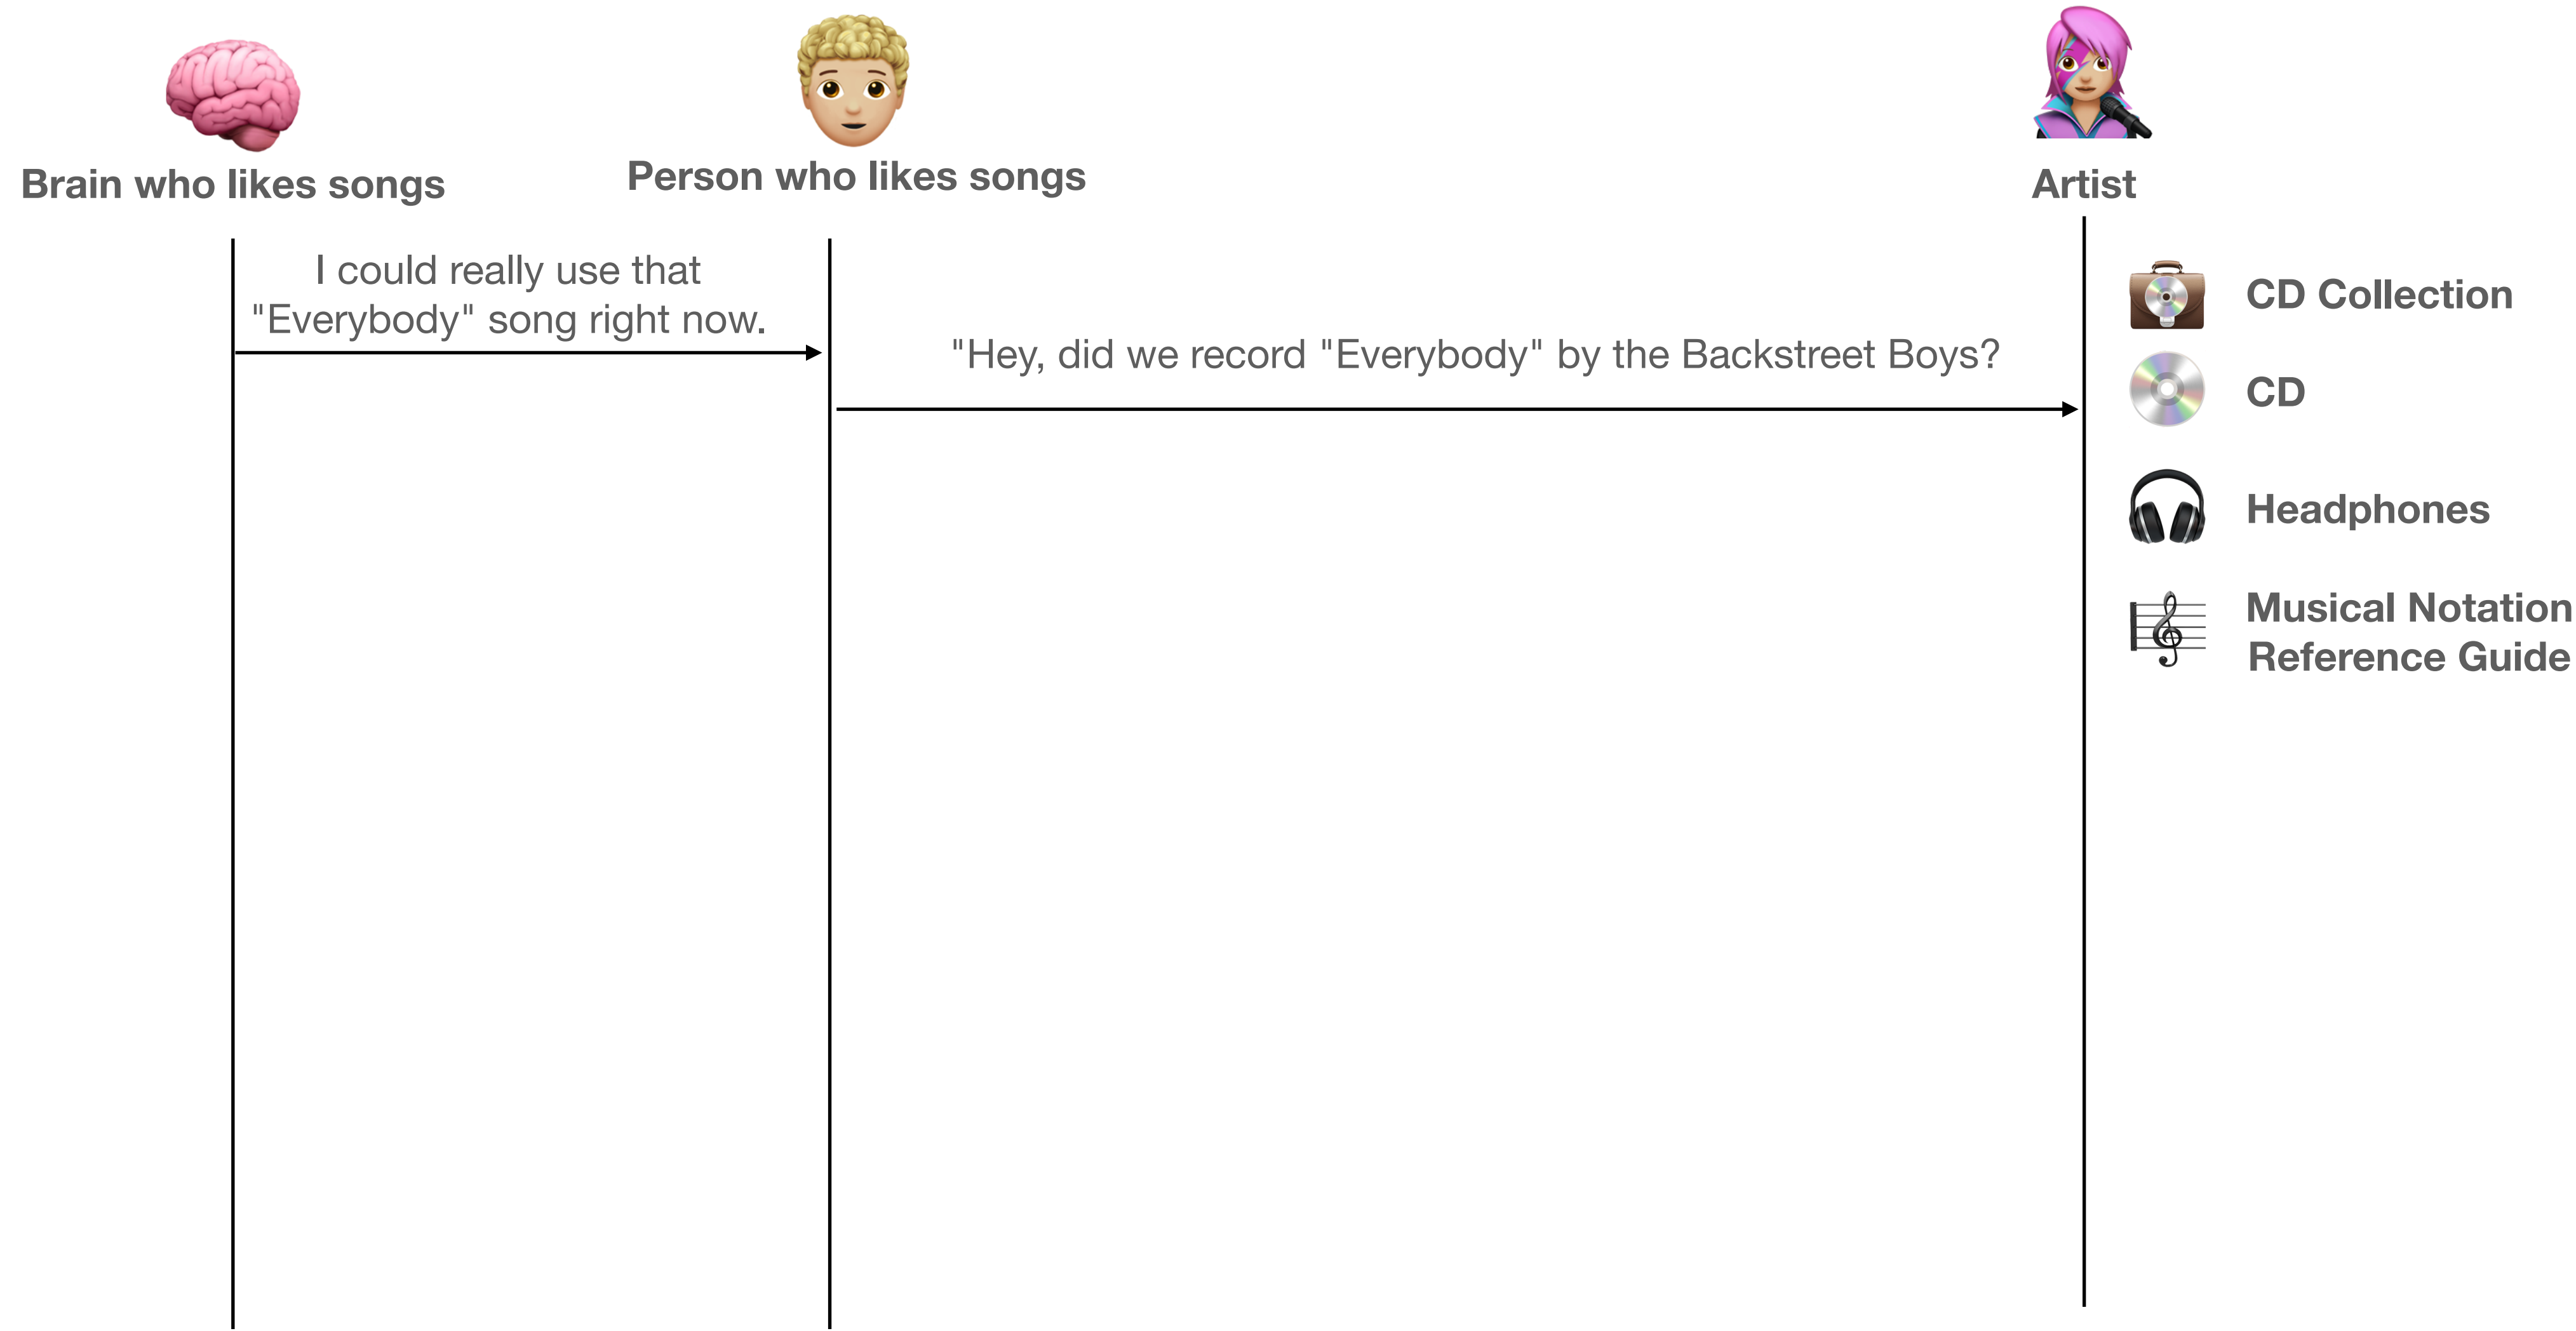 Brain who likes songs
Person who likes songs
Artist
I could really use that
"Everybody" song right now.
"Hey, did we record "Everybody" by the Backstreet Boys?
CD Collection
CD
Headphones
Musical Notation
Reference Guide